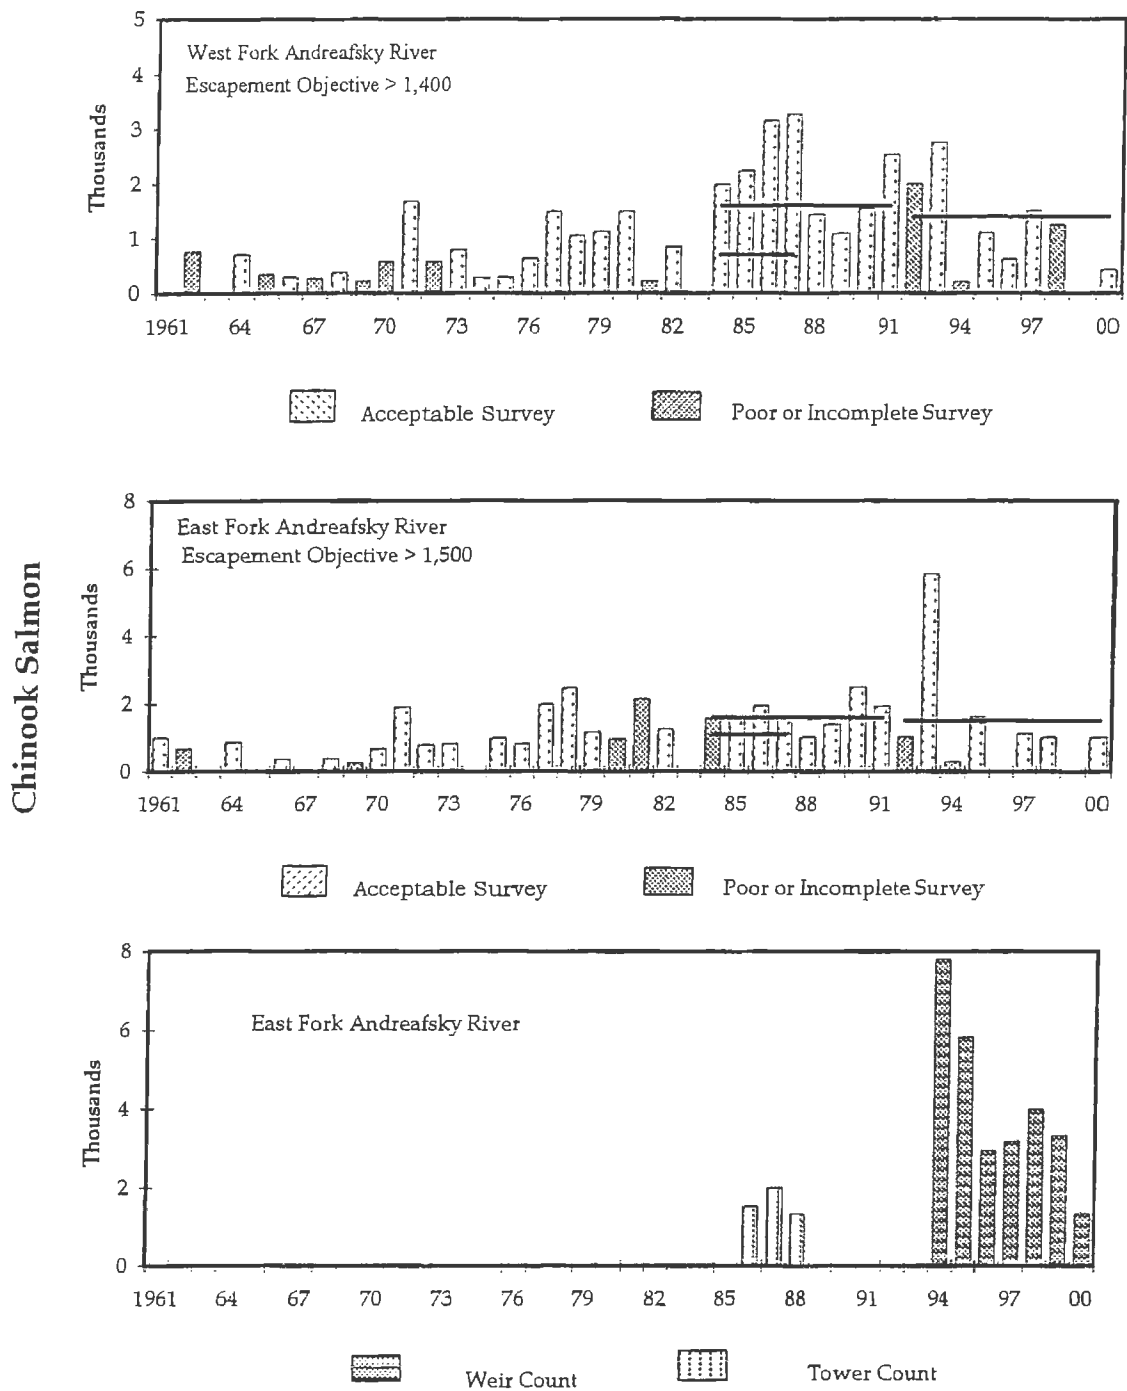 Chinook Salmon
5
4
3
2
1
0
Thousands
West Fork Andreafsky River
Escapement Objective > 1,400
1961 64 67 70 73 76 79 82 85 88 91 94 97 00
Acceptable Survey Poor or Incomplete Survey
8
6
4
2
0
Thousands
East Fork Andreafsky River
Escapement Objective > 1,500
1961 64 67 70 73 76 79 82 85 88 91 94 97 00
Acceptable Survey Poor or Incomplete Survey
8
6
4
2
0
Thousands
East Fork Andreafsky River
1961 64 67 70 73 76 79 82 85 88 91 94 97 00
Weir Count Tower Count